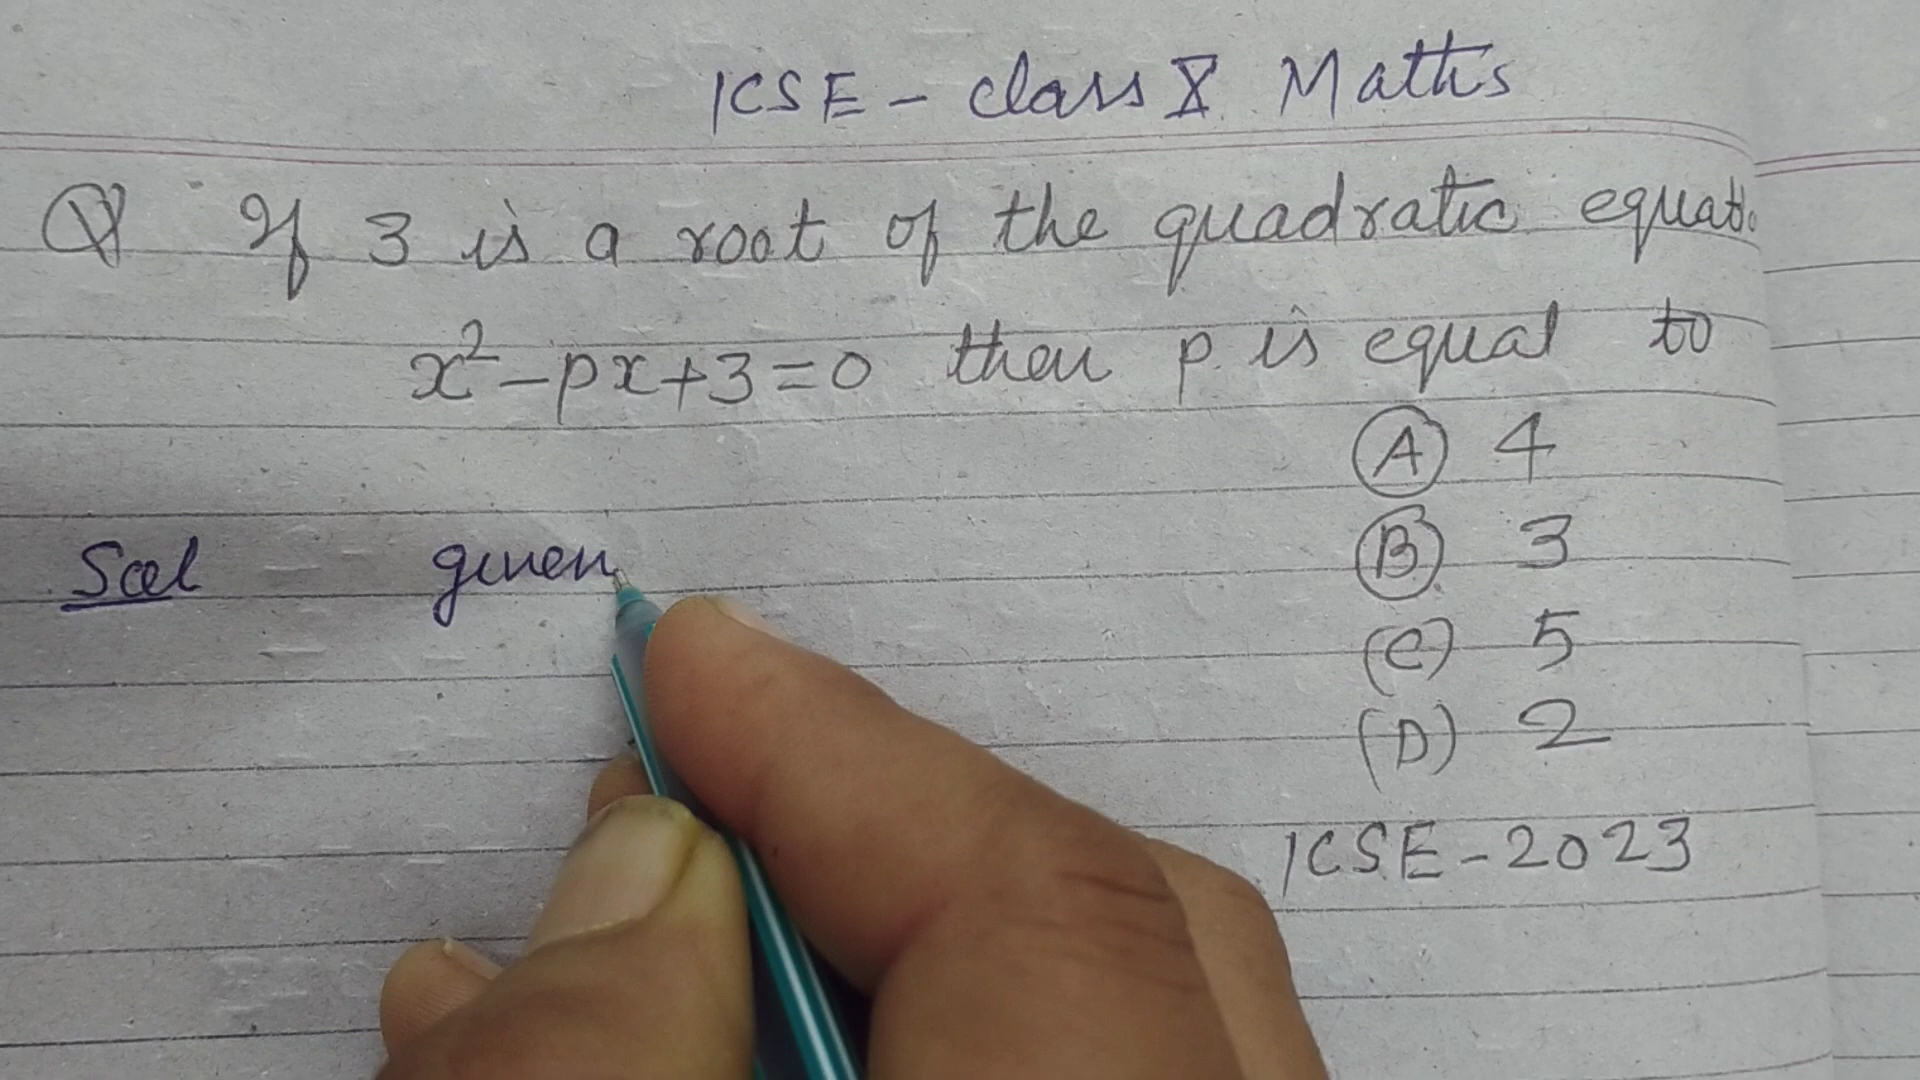 ICSE - class X Maths
Q If 3 is a root of the quadratic equat.
x² - px + 3 = 0 then p is equal to
(A) 4
(B) 3
(C) 5
(D) 2
Sol given
ICSE - 2023